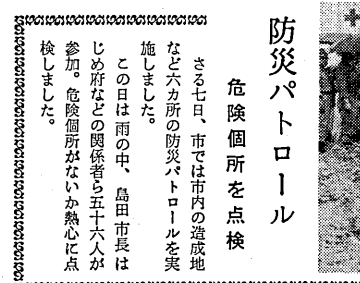 防災パトロール
危険個所を点検
さる七日、市では市内の造成地
など六カ所の防災パトロールを実
施しました。
この日は雨の中、島田市長は
じめ府などの関係者ら五十六人が
参加。危険個所がないか熱心に点
検しました。